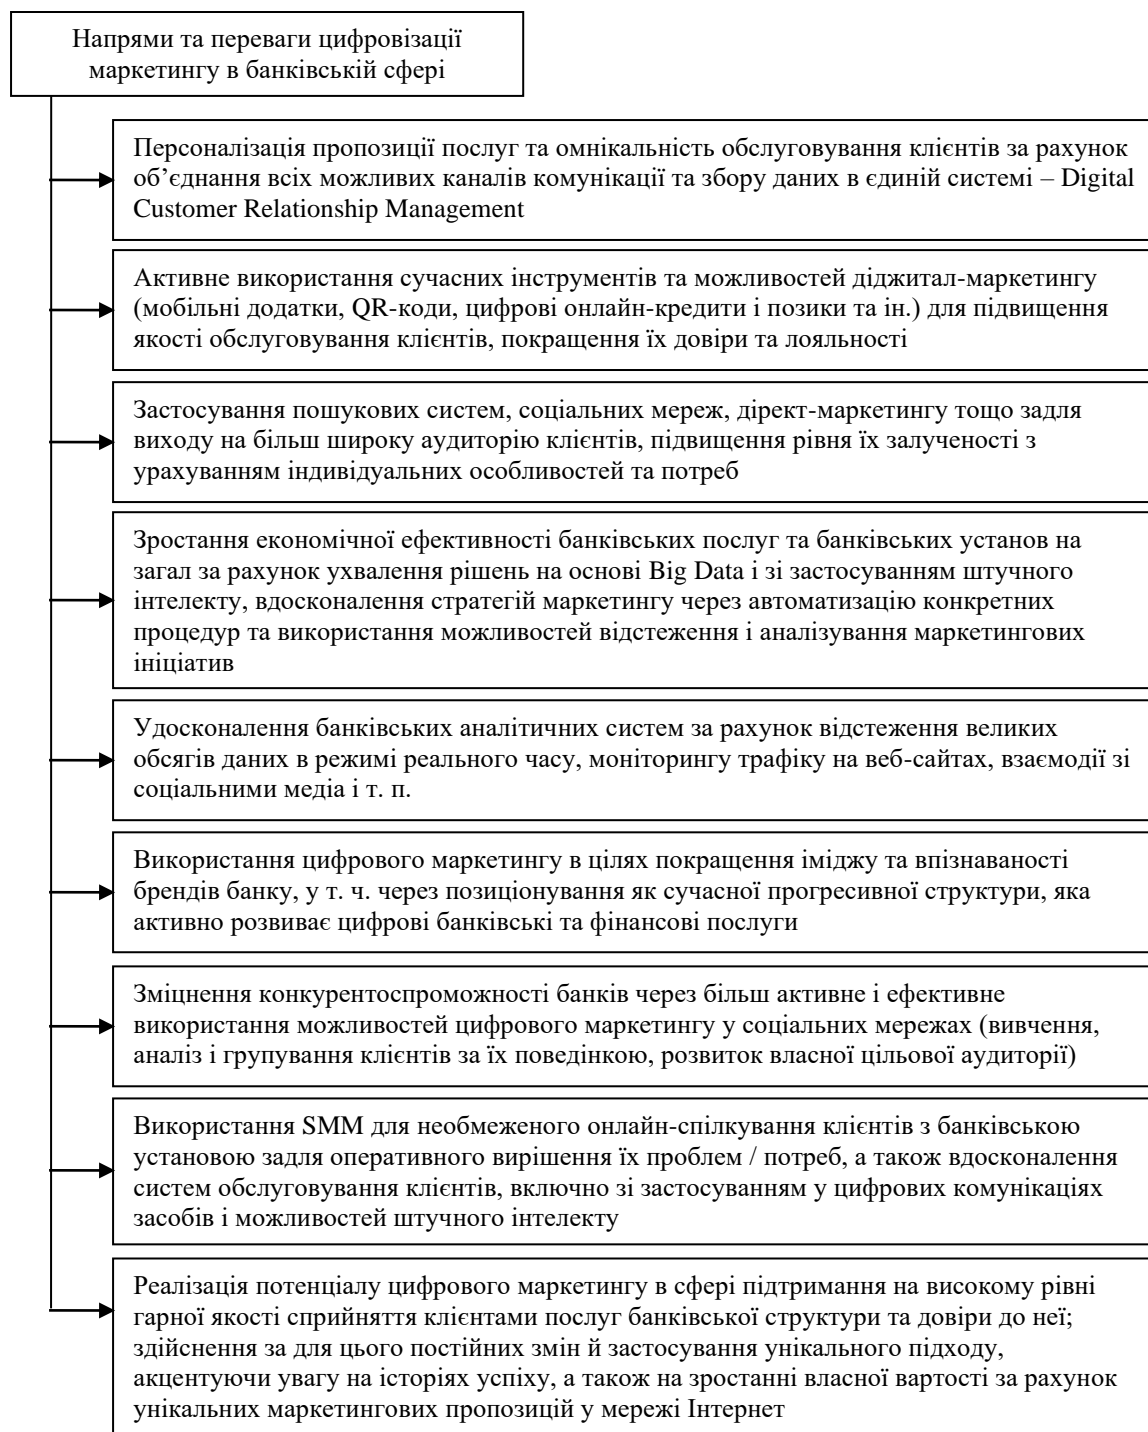 Напрями та переваги цифровізації
маркетингу в банківській сфері
Персоналізація пропозиції послуг та омнікальність обслуговування клієнтів за рахунок
об’єднання всіх можливих каналів комунікації та збору даних в єдиній системі – Digital
Customer Relationship Management
Активне використання сучасних інструментів та можливостей діджитал-маркетингу
(мобільні додатки, QR-коди, цифрові онлайн-кредити і позики та ін.) для підвищення
якості обслуговування клієнтів, покращення їх довіри та лояльності
Застосування пошукових систем, соціальних мереж, дірект-маркетингу тощо задля
виходу на більш широку аудиторію клієнтів, підвищення рівня їх залученості з
урахуванням індивідуальних особливостей та потреб
Зростання економічної ефективності банківських послуг та банківських установ на
загал за рахунок ухвалення рішень на основі Big Data і зі застосуванням штучного
інтелекту, вдосконалення стратегій маркетингу через автоматизацію конкретних
процедур та використання можливостей відстеження і аналізування маркетингових
ініціатив
Удосконалення банківських аналітичних систем за рахунок відстеження великих
обсягів даних в режимі реального часу, моніторингу трафіку на веб-сайтах, взаємодії зі
соціальними медіа і т. п.
Використання цифрового маркетингу в цілях покращення іміджу та впізнаваності
брендів банку, у т. ч. через позиціонування як сучасної прогресивної структури, яка
активно розвиває цифрові банківські та фінансові послуги
Зміцнення конкурентоспроможності банків через більш активне і ефективне
використання можливостей цифрового маркетингу у соціальних мережах (вивчення,
аналіз і групування клієнтів за їх поведінкою, розвиток власної цільової аудиторії)
Використання SMM для необмеженого онлайн-спілкування клієнтів з банківською
установою задля оперативного вирішення їх проблем / потреб, а також вдосконалення
систем обслуговування клієнтів, включно зі застосуванням у цифрових комунікаціях
засобів і можливостей штучного інтелекту
Реалізація потенціалу цифрового маркетингу в сфері підтримання на високому рівні
гарної якості сприйняття клієнтами послуг банківської структури та довіри до неї;
здійснення за для цього постійних змін й застосування унікального підходу,
акцентуючи увагу на історіях успіху, а також на зростанні власної вартості за рахунок
унікальних маркетингових пропозицій у мережі Інтернет